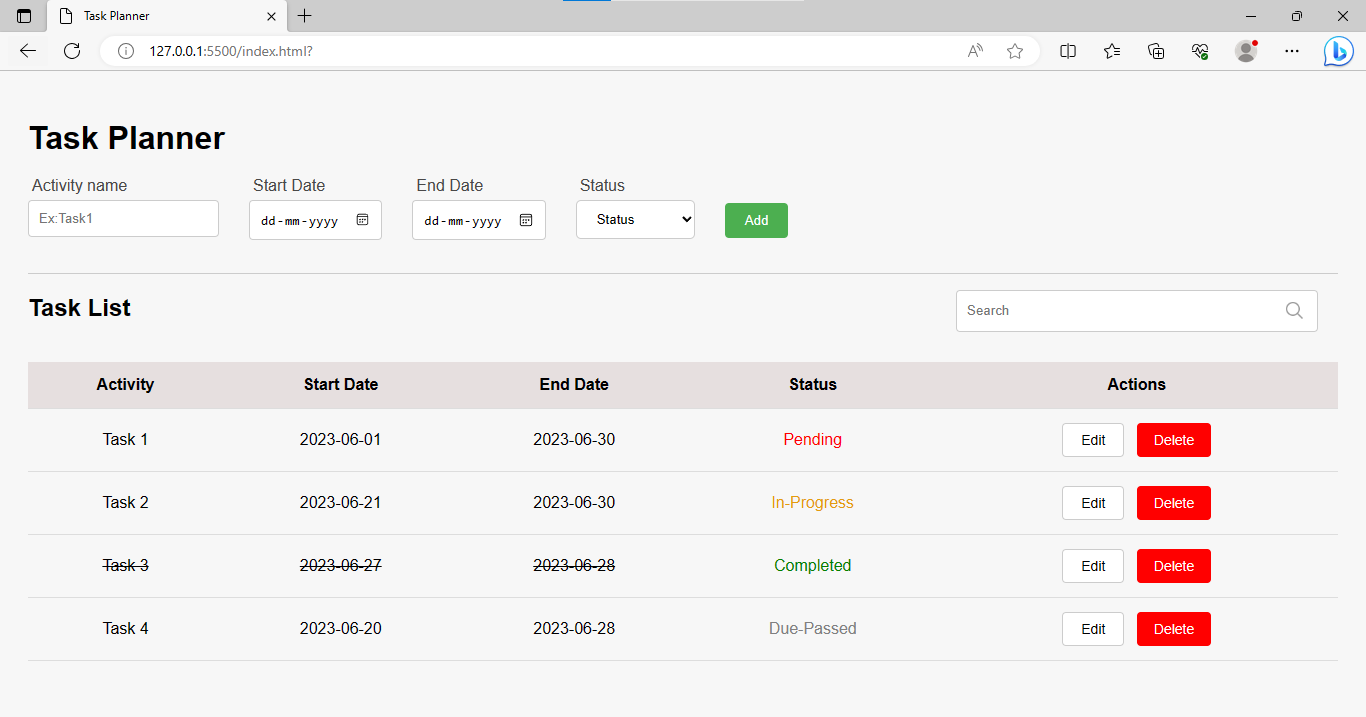 Task Planner
127.0.0.1:5500/index.html?
Task Planner
Activity name Start Date End Date Status
Ex:Task1 dd-mm-yyyy dd-mm-yyyy Status Add
Task List Search
Activity Start Date End Date Status Actions
Task 1 2023-06-01 2023-06-30 Pending Edit Delete
Task 2 2023-06-21 2023-06-30 In-Progress Edit Delete
Task 3 2023-06-27 2023-06-28 Completed Edit Delete
Task 4 2023-06-20 2023-06-28 Due-Passed Edit Delete